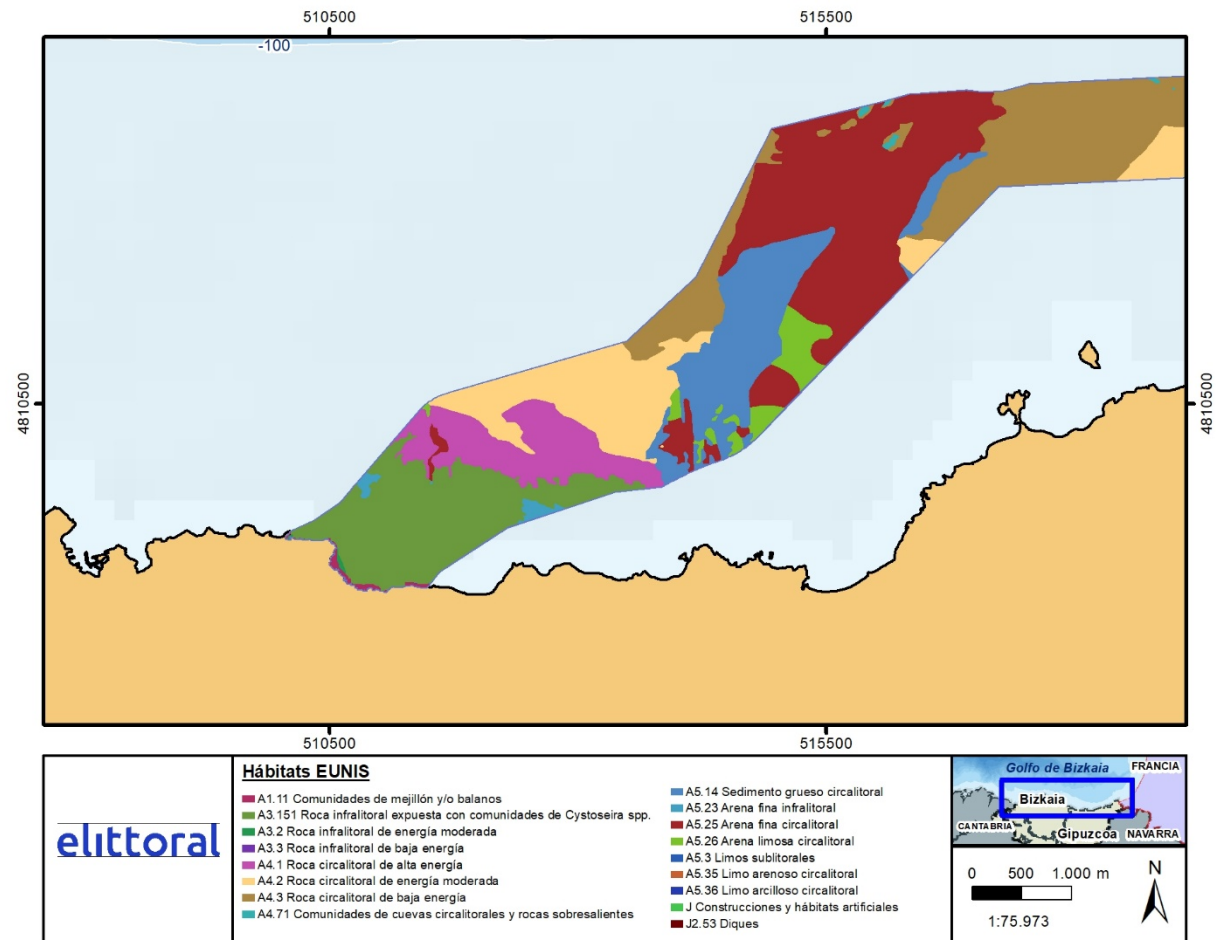 510500
515500
-100
4810500
4810500
510500
515500
elittoral
Hábitats EUNIS
A1.11 Comunidades de mejillón y/o balanos
A3.151 Roca infralitoral expuesta con comunidades de Cystoseira spp.
A3.2 Roca infralitoral de energía moderada
A3.3 Roca infralitoral de baja energía
A4.1 Roca circalitoral de alta energía
A4.2 Roca circalitoral de energía moderada
A4.3 Roca circalitoral de baja energía
A4.71 Comunidades de cuevas circalitorales y rocas sobresalientes
A5.14 Sedimento grueso circalitoral
A5.23 Arena fina infralitoral
A5.25 Arena fina circalitoral
A5.26 Arena limosa circalitoral
A5.3 Limos sublitorales
A5.35 Limo arenoso circalitoral
A5.36 Limo arcilloso circalitoral
J Construcciones y hábitats artificiales
J2.53 Diques
Golfo de Bizkaia
FRANCIA
Bizkaia
CANTABRIA
Gipuzcoa
NAVARRA
0 500 1.000 m
N
1:75.973